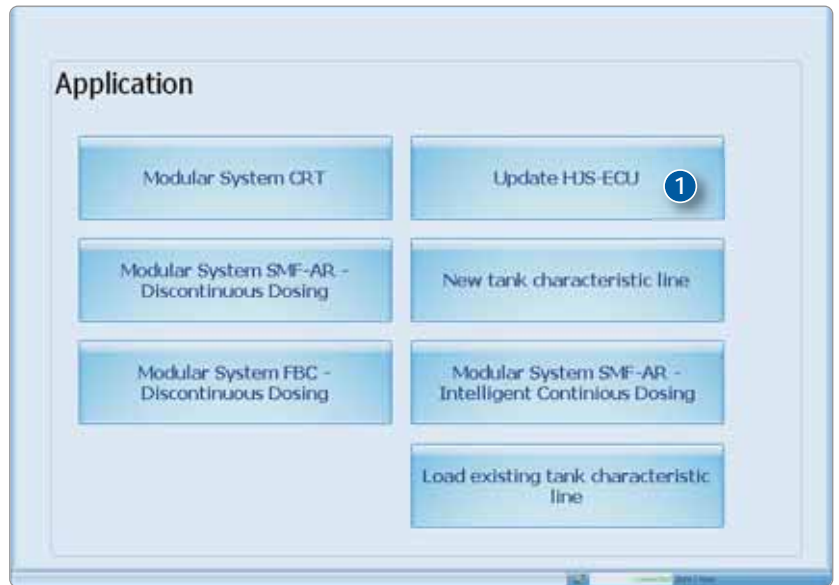 Application
Modular System CRT
Update HJS-ECU
1
Modular System SMF-AR -
Discontinuous Dosing
New tank characteristic line
Modular System FBC -
Discontinuous Dosing
Modular System SMF-AR -
Intelligent Continious Dosing
Load existing tank characteristic
line